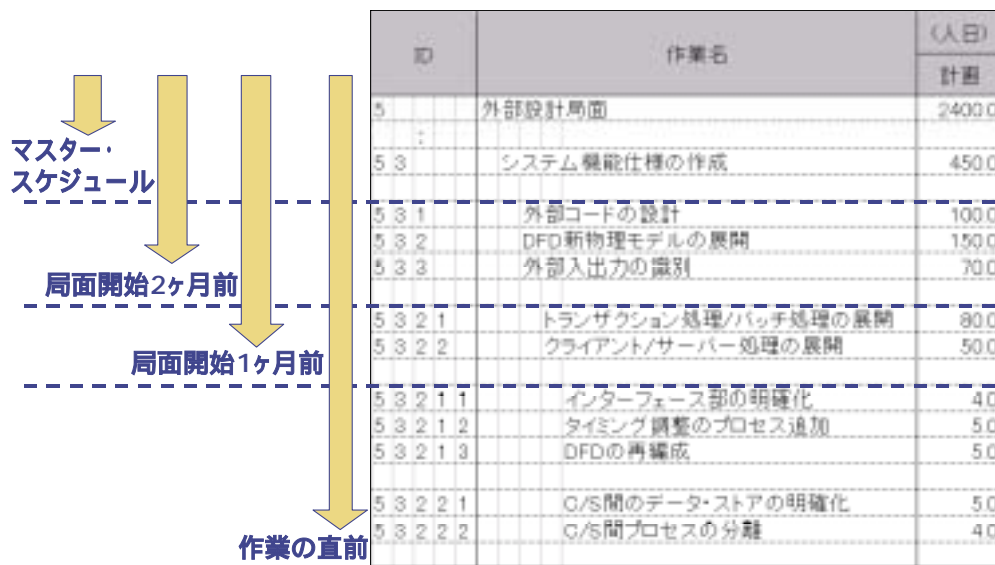 ID 作業名 (人日)
計画
5 外部設計局面 2400.0
:
5 3 システム機能仕様の作成 450.0
5 3 1 外部コードの設計 100.0
5 3 2 DFD新物理モデルの展開 150.0
5 3 3 外部入出力の識別 70.0
5 3 2 1 トランザクション処理/バッチ処理の展開 80.0
5 3 2 2 クライアント/サーバー処理の展開 50.0
5 3 2 1 1 インターフェース部の明確化 4.0
5 3 2 1 2 タイミング調整のプロセス追加 5.0
5 3 2 1 3 DFDの再編成 5.0
5 3 2 2 1 C/S間のデータ・ストアの明確化 5.0
5 3 2 2 2 C/S間プロセスの分離 4.0
マスター・
スケジュール
局面開始2ヶ月前
局面開始1ヶ月前
作業の直前